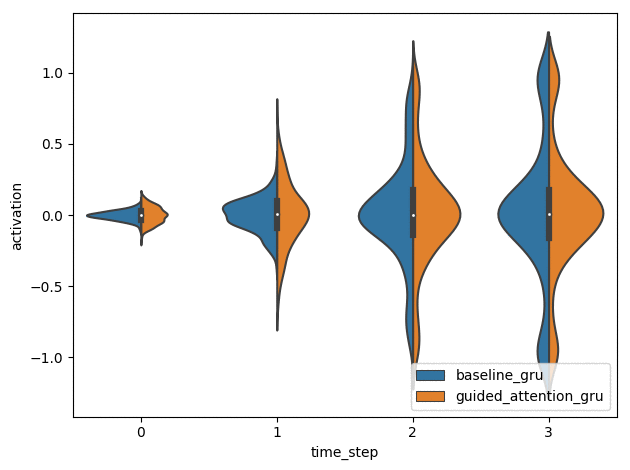 activation
1.0
0.5
0.0
−0.5
−1.0
0 1 2 3
time_step
baseline_gru
guided_attention_gru